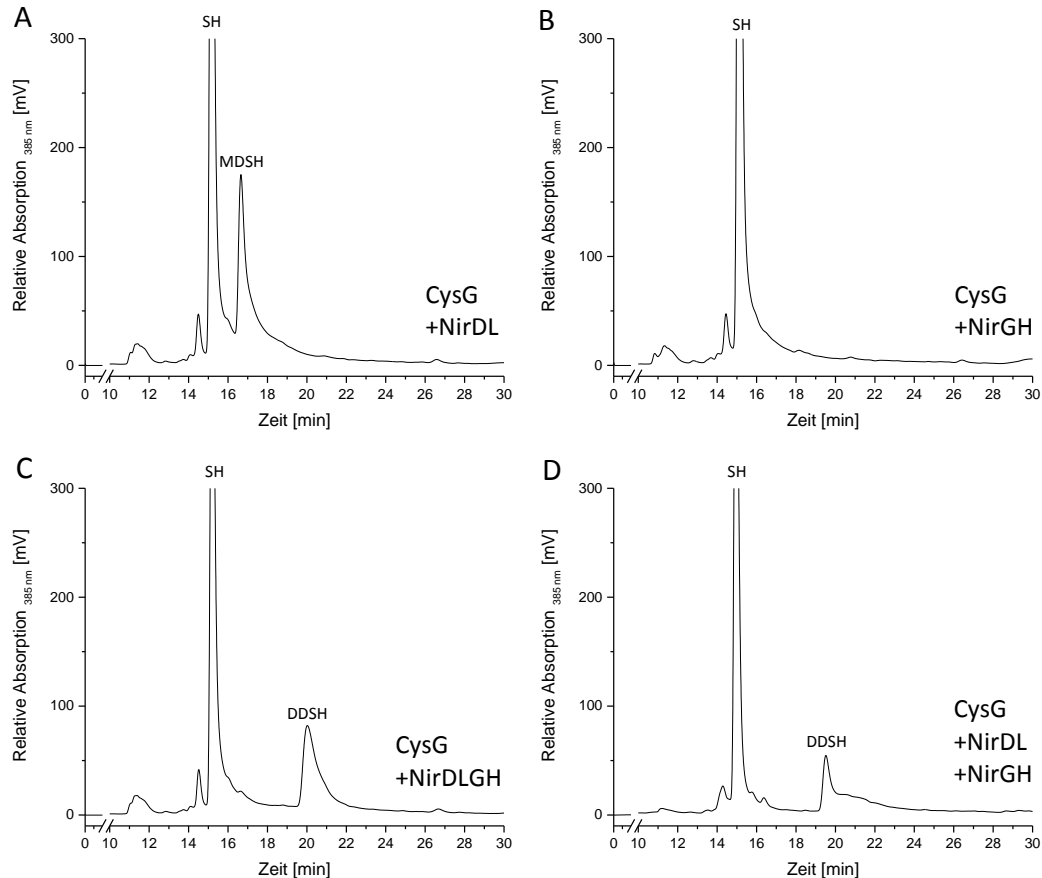 A
SH
300
MDSH
200
100
0
Relative Absorption 385 nm [mV]
CysG
+NirDL
0 10 12 14 16 18 20 22 24 26 28 30
Zeit [min]
B
SH
300
200
100
0
Relative Absorption 385 nm [mV]
CysG
+NirGH
0 10 12 14 16 18 20 22 24 26 28 30
Zeit [min]
C
SH
300
200
100
0
Relative Absorption 385 nm [mV]
DDSH
CysG
+NirDLGH
0 10 12 14 16 18 20 22 24 26 28 30
Zeit [min]
D
SH
300
200
100
0
Relative Absorption 385 nm [mV]
DDSH
CysG
+NirDL
+NirGH
0 10 12 14 16 18 20 22 24 26 28 30
Zeit [min]